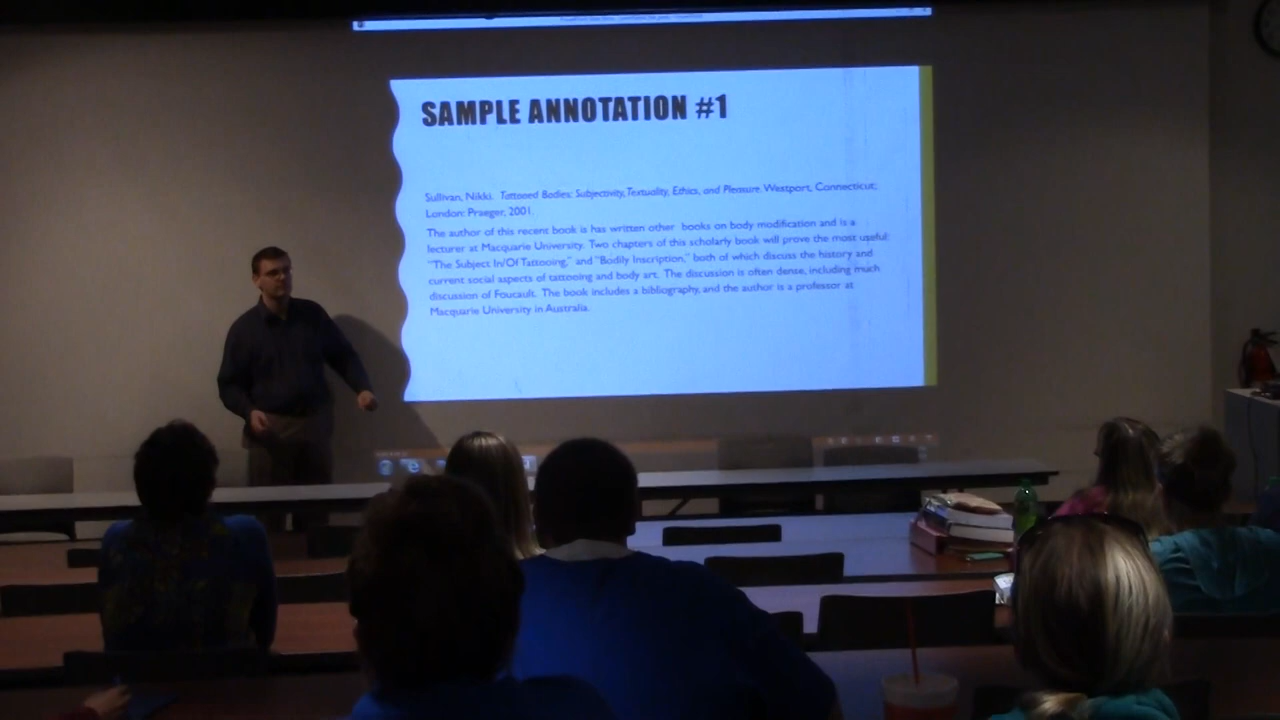 SAMPLE ANNOTATION #1
Sullivan, Nikki. Tattooed Bodies: Subjectivity, Textuality, Ethics, and Pleasure. Westport, Connecticut;
London: Praeger, 2001.
The author of this recent book is has written other books on body modification and is a
lecturer at Macquarie University. Two chapters of this scholarly book will prove the most useful:
"The Subject In/Of Tattooing," and "Bodily Inscription," both of which discuss the history and
current social aspects of tattooing and body art. The discussion is often dense, including much
discussion of Foucault. The book includes a bibliography, and the author is a professor at
Macquarie University in Australia.